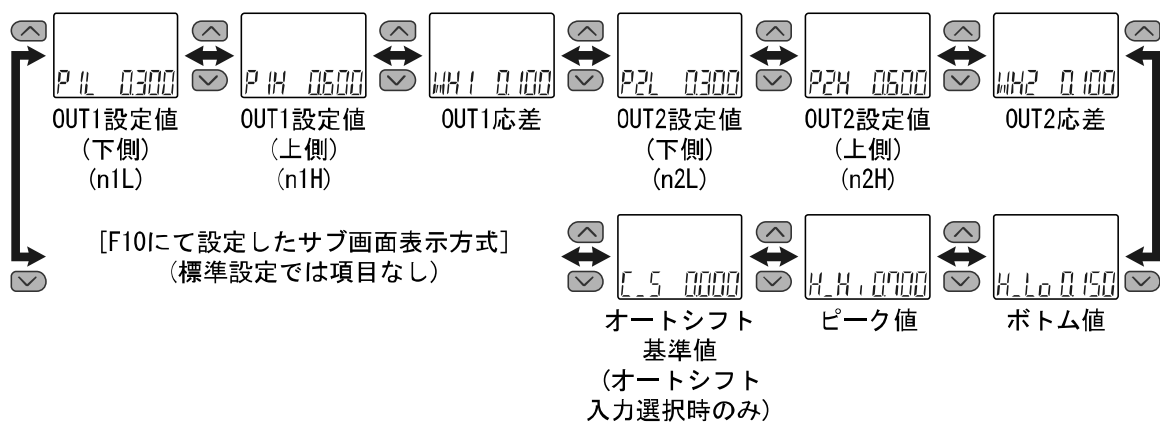 P 1L 0.300
P 1H 0.600
WH1 0.100
P2L 0.300
P2H 0.600
WH2 0.100
OUT1設定値
(下側)
(n1L)
OUT1設定値
(上側)
(n1H)
OUT1応差
OUT2設定値
(下側)
(n2L)
OUT2設定値
(上側)
(n2H)
OUT2応差
[F10にて設定したサブ画面表示方式]
(標準設定では項目なし)
C_S 0.000
H_Hi 0.700
H_Lo 0.150
オートシフト
基準値
(オートシフト
入力選択時のみ)
ピーク値
ボトム値